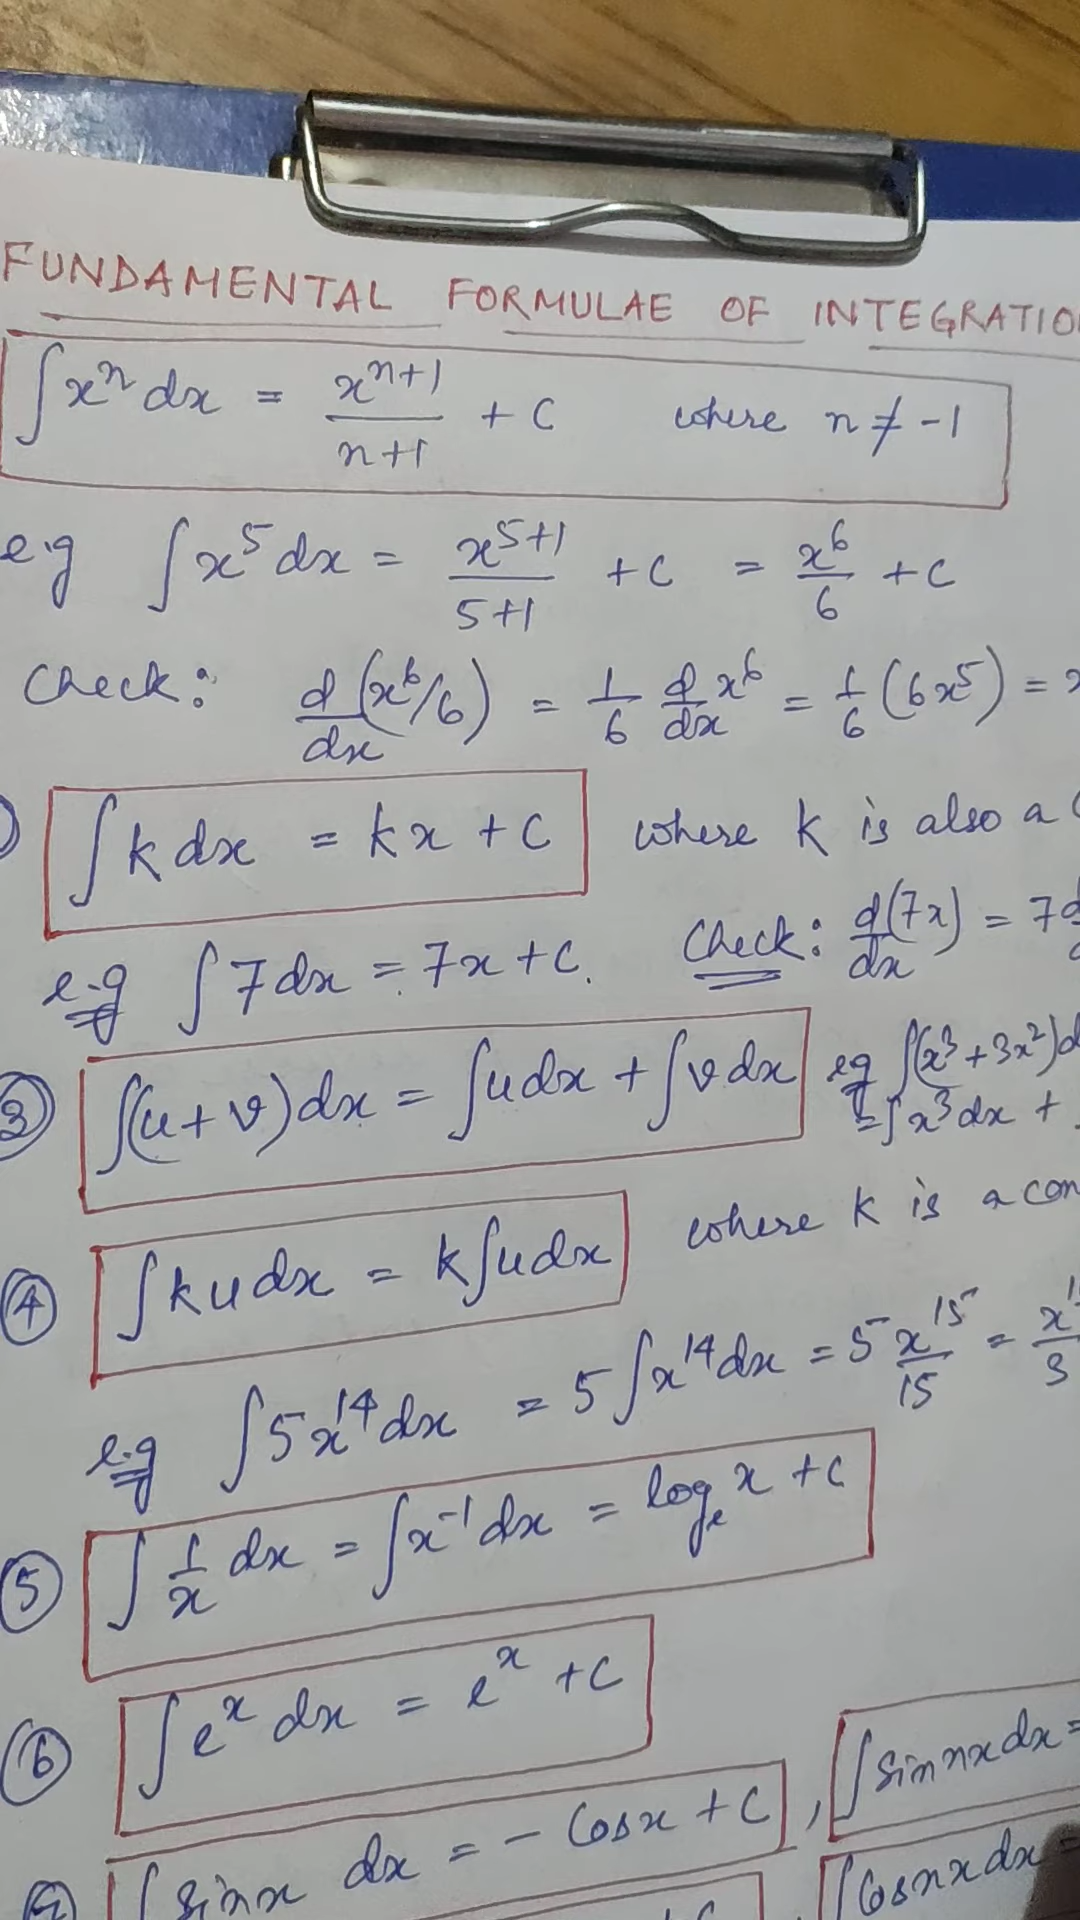 FUNDAMENTAL FORMULAE OF INTEGRATIO
∫xⁿ dx = xⁿ⁺¹/n+1 + C where n ≠ -1
e.g ∫x⁵ dx = x⁵⁺¹/5+1 + C = x⁶/6 + C
Check: d/dx (x⁶/6) = 1/6 d/dx x⁶ = 1/6 (6x⁵) =
∫k dx = kx + C where k is also a
e.g ∫7 dx = 7x + C. Check: d/dx (7x) = 7
③ ∫(u+v) dx = ∫u dx + ∫v dx eg ∫(x³ + 3x²)d
= ∫x³ dx +
④ ∫k u dx = k∫u dx where k is a con
e.g ∫5x¹⁴ dx = 5∫x¹⁴ dx = 5 x¹⁵/15 =
⑤ ∫1/x dx = ∫x⁻¹ dx = logₑ x + C
⑥ ∫eˣ dx = eˣ + C
∫sin x dx = - Cos x + C , ∫sin nx dx =
∫Cos nx dx =